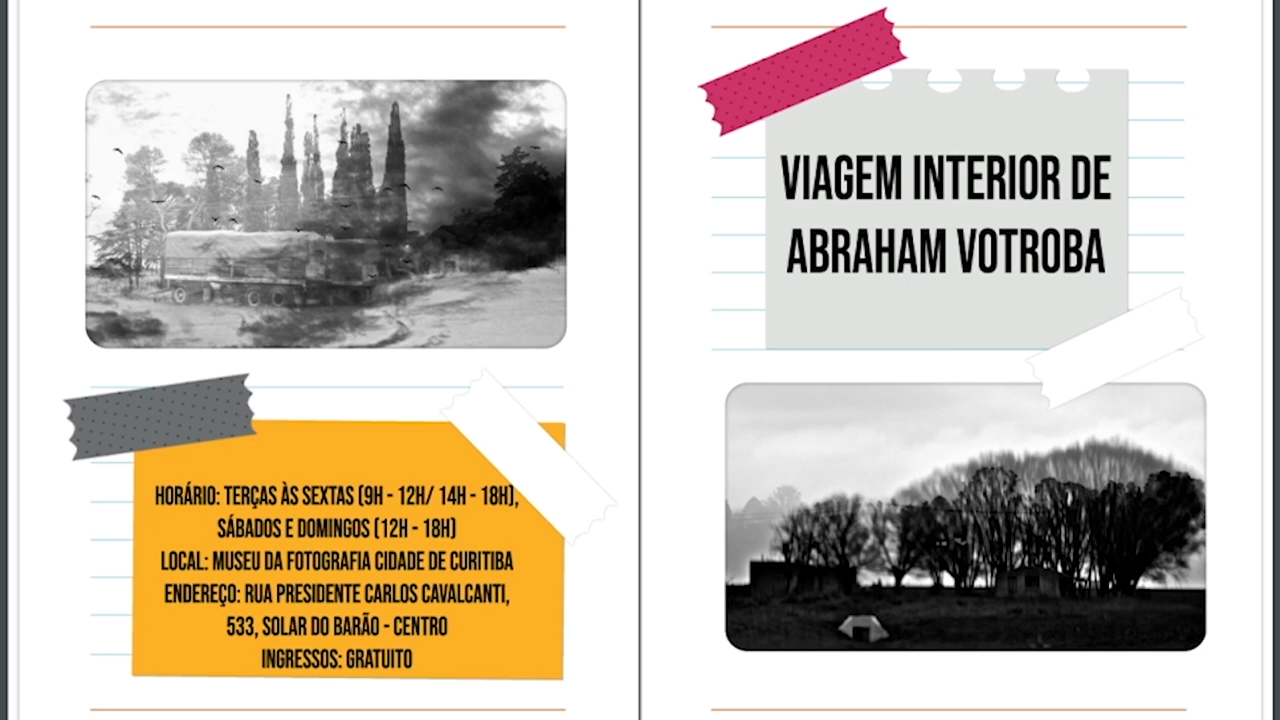 HORÁRIO: TERÇAS ÀS SEXTAS (9H - 12H/ 14H - 18H),
SÁBADOS E DOMINGOS (12H - 18H)
LOCAL: MUSEU DA FOTOGRAFIA CIDADE DE CURITIBA
ENDEREÇO: RUA PRESIDENTE CARLOS CAVALCANTI,
533, SOLAR DO BARÃO - CENTRO
INGRESSOS: GRATUITO
VIAGEM INTERIOR DE
ABRAHAM VOTROBA